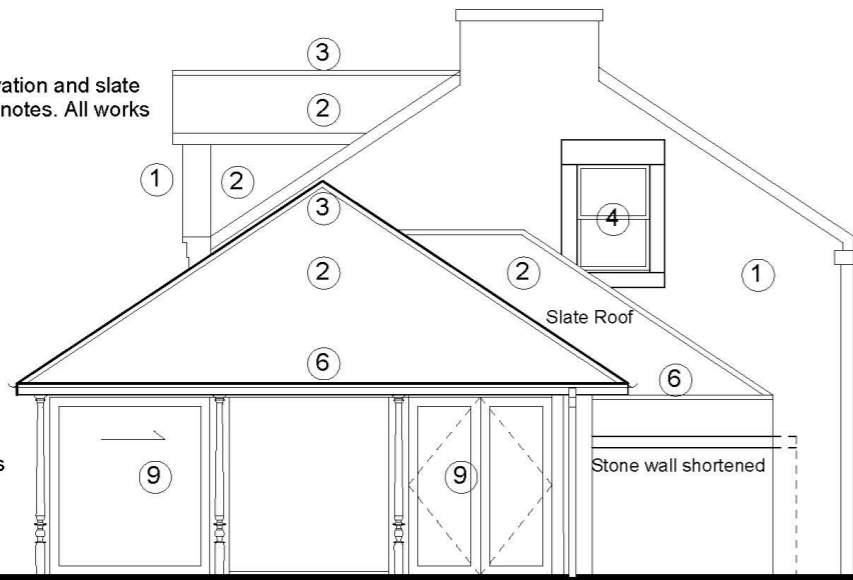 3
vation and slate
notes. All works
2
1
2
3
4
2
2
1
Slate Roof
6
6
s
9
9
Stone wall shortened